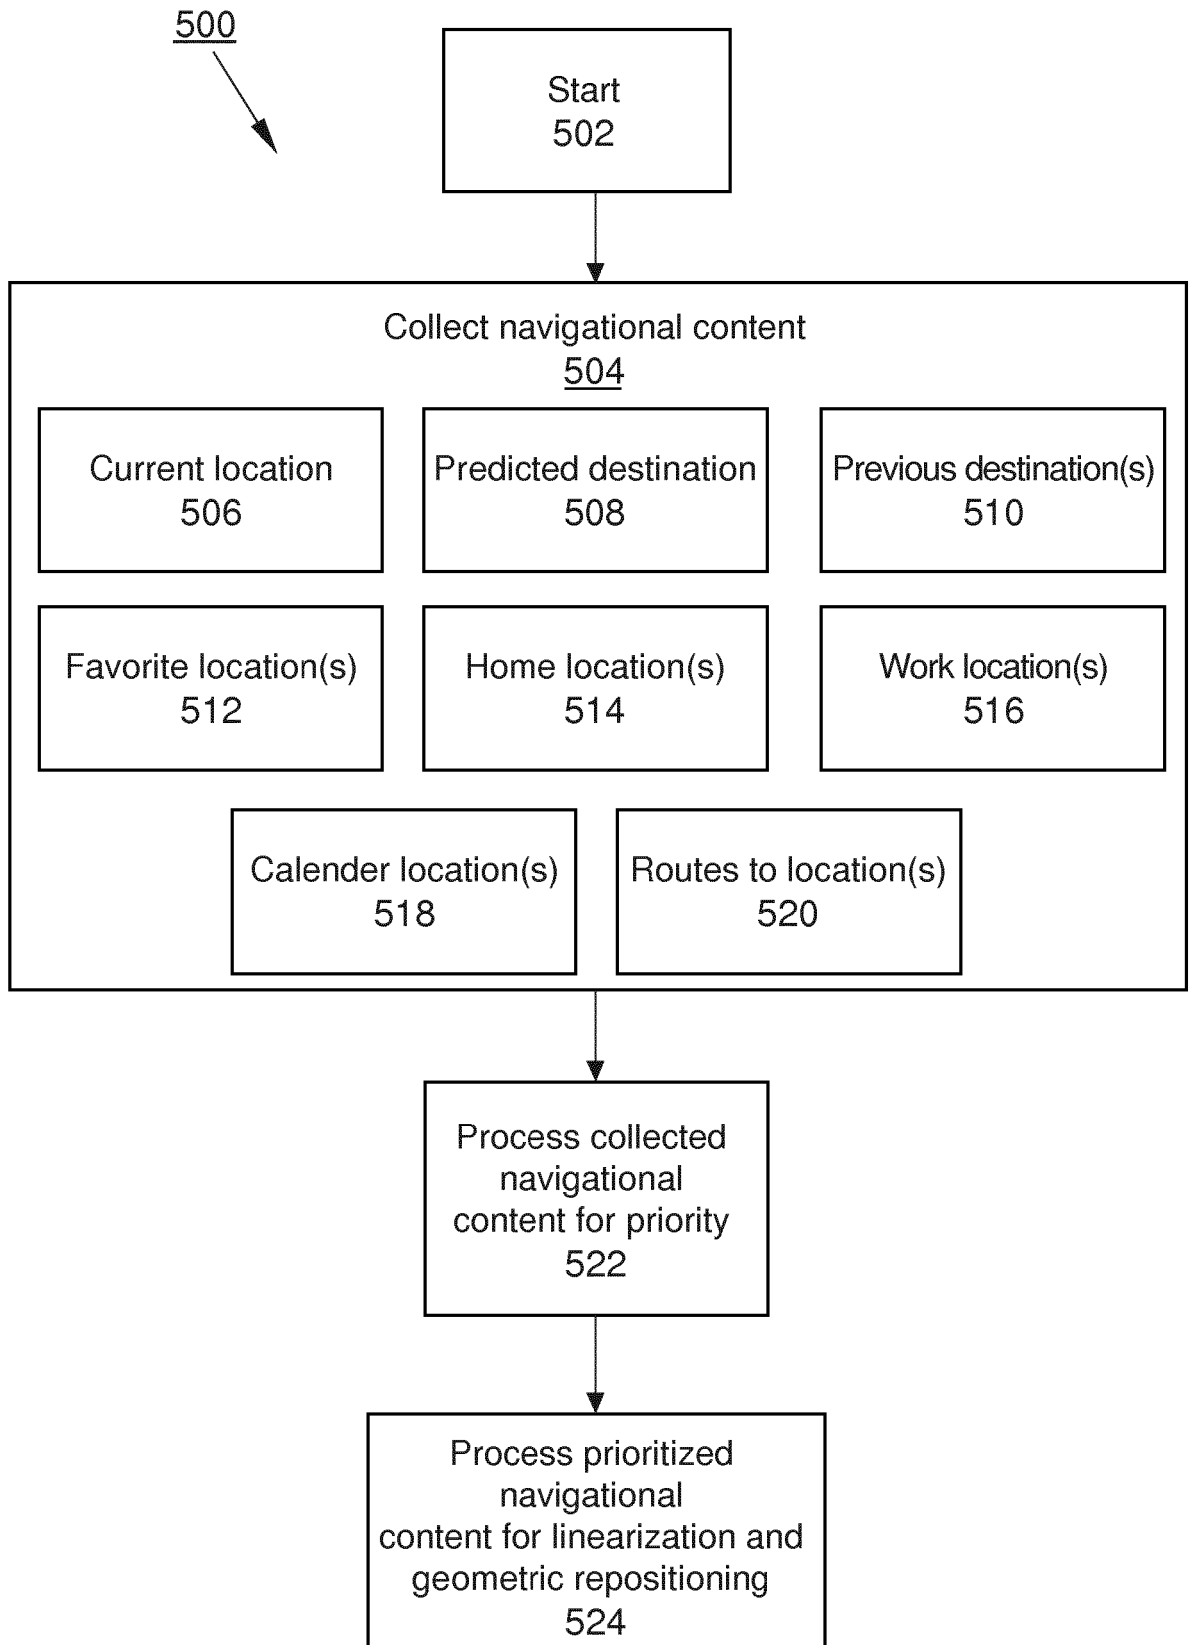 500
Start
502
Collect navigational content
504
Current location
506
Predicted destination
508
Previous destination(s)
510
Favorite location(s)
512
Home location(s)
514
Work location(s)
516
Calender location(s)
518
Routes to location(s)
520
Process collected
navigational
content for priority
522
Process prioritized
navigational
content for linearization and
geometric repositioning
524